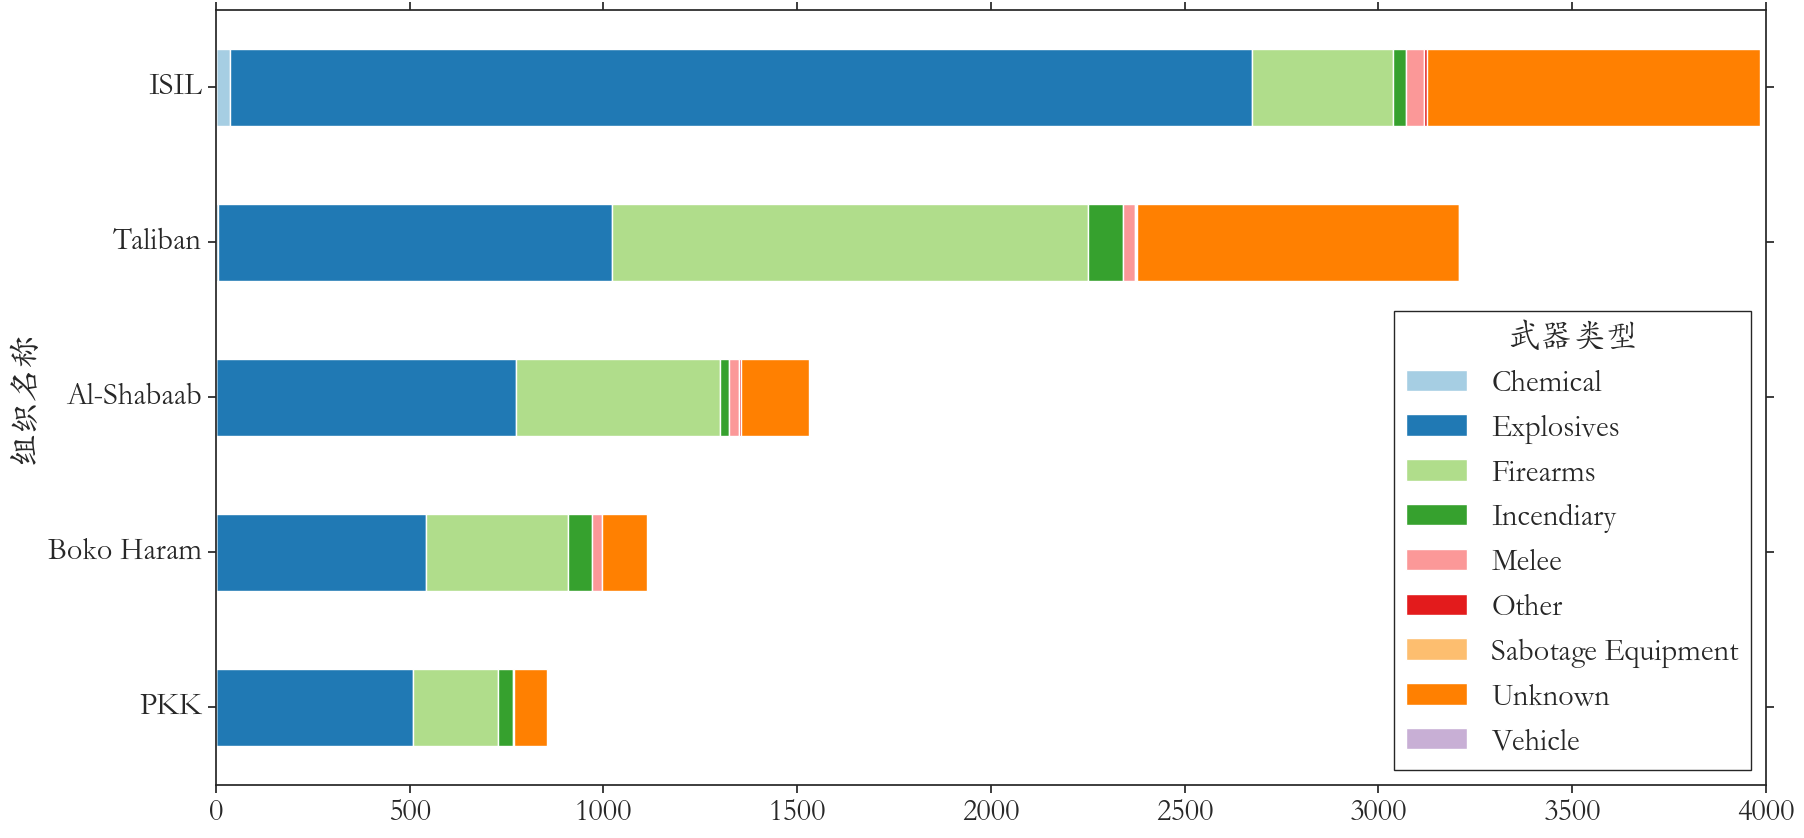 ISIL
Taliban
Al-Shabaab
Boko Haram
PKK
组织名称
武器类型
Chemical
Explosives
Firearms
Incendiary
Melee
Other
Sabotage Equipment
Unknown
Vehicle
0 500 1000 1500 2000 2500 3000 3500 4000